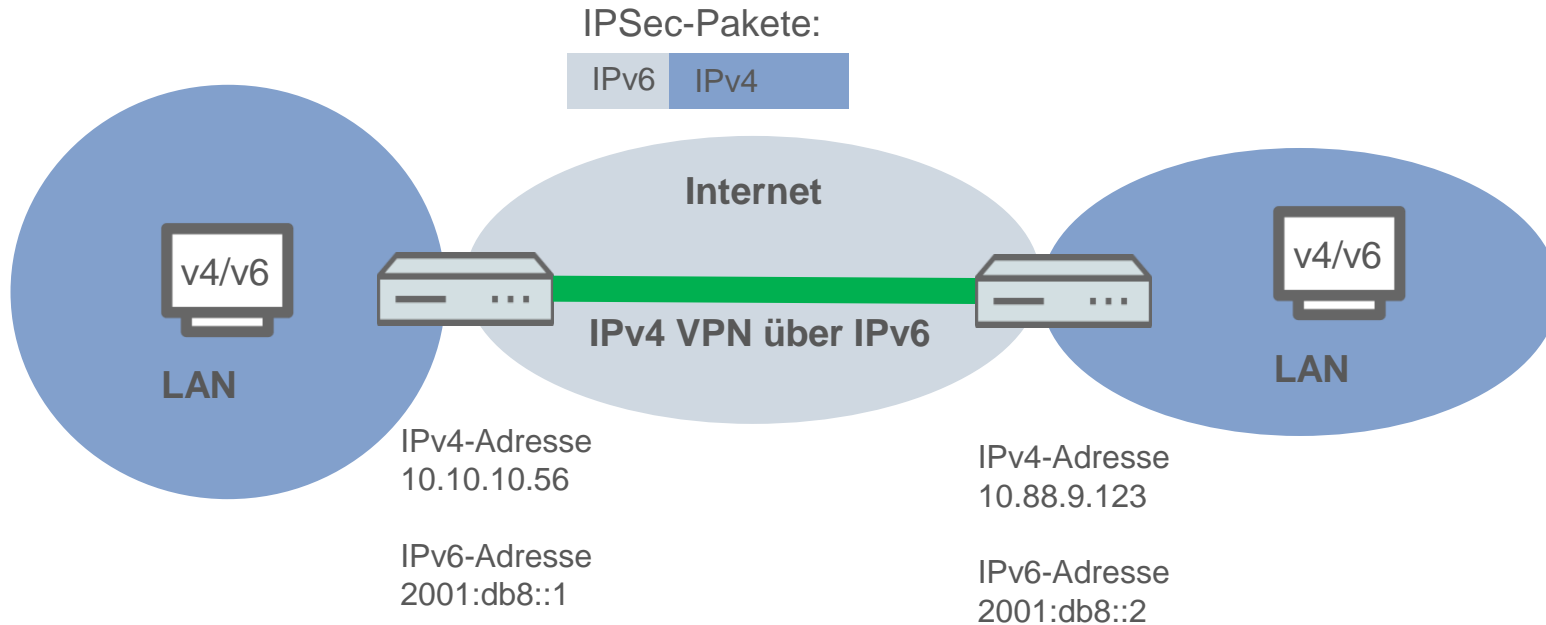 IPSec-Pakete:
IPv6 IPv4
Internet
v4/v6
v4/v6
IPv4 VPN über IPv6
LAN
LAN
IPv4-Adresse
10.10.10.56
IPv6-Adresse
2001:db8::1
IPv4-Adresse
10.88.9.123
IPv6-Adresse
2001:db8::2